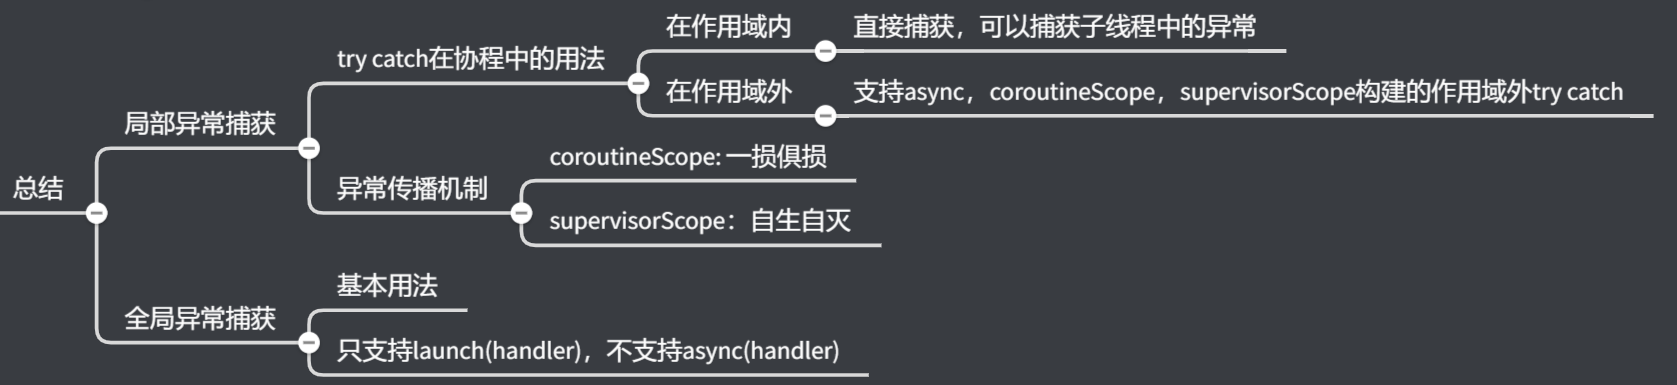 总结
局部异常捕获
try catch在协程中的用法
在作用域内
直接捕获，可以捕获子线程中的异常
在作用域外
支持async，coroutineScope，supervisorScope构建的作用域外try catch
异常传播机制
coroutineScope: 一损俱损
supervisorScope：自生自灭
全局异常捕获
基本用法
只支持launch(handler)，不支持async(handler)